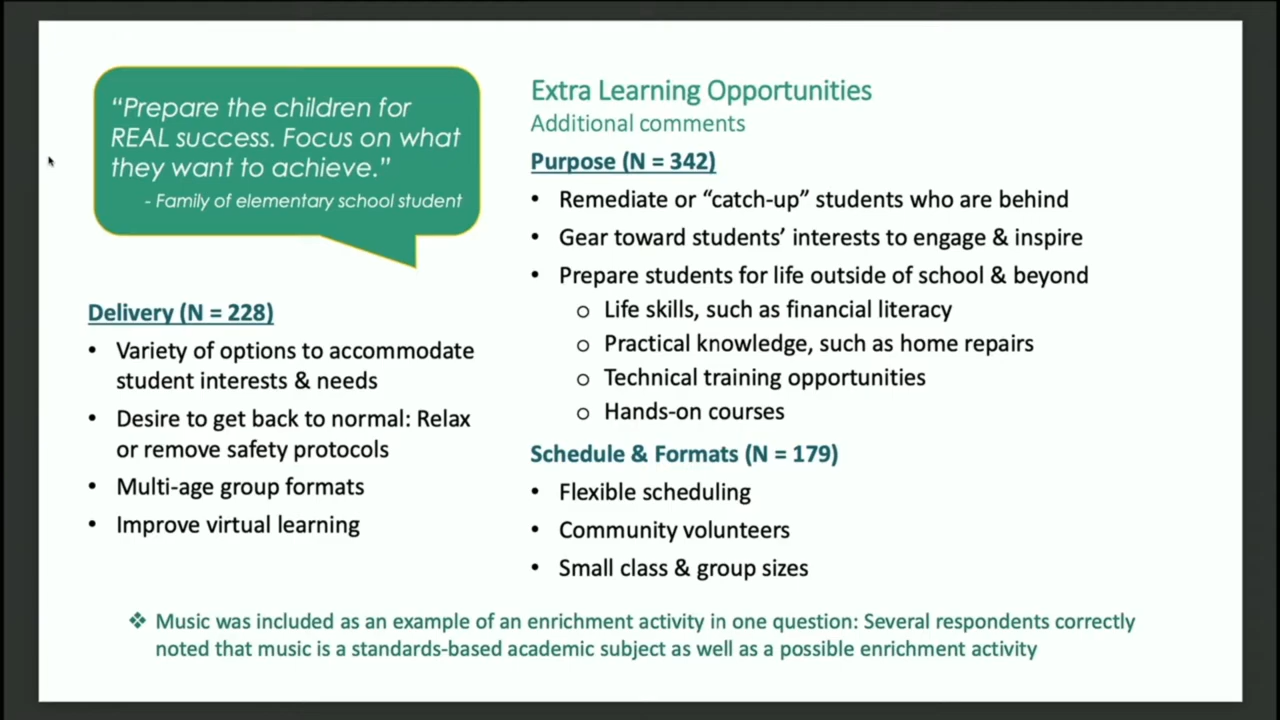 “Prepare the children for
REAL success. Focus on what
they want to achieve.”
- Family of elementary school student
Delivery (N = 228)
• Variety of options to accommodate
student interests & needs
• Desire to get back to normal: Relax
or remove safety protocols
• Multi-age group formats
• Improve virtual learning
Extra Learning Opportunities
Additional comments
Purpose (N = 342)
• Remediate or “catch-up” students who are behind
• Gear toward students’ interests to engage & inspire
• Prepare students for life outside of school & beyond
o Life skills, such as financial literacy
o Practical knowledge, such as home repairs
o Technical training opportunities
o Hands-on courses
Schedule & Formats (N = 179)
• Flexible scheduling
• Community volunteers
• Small class & group sizes
❖ Music was included as an example of an enrichment activity in one question: Several respondents correctly
noted that music is a standards-based academic subject as well as a possible enrichment activity